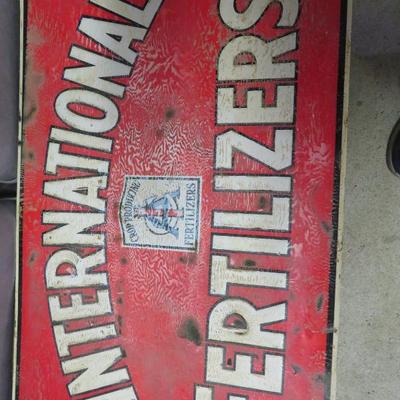 INTERNATIONAL
CROP PRODUCING
FERTILIZERS
FERTILIZERS